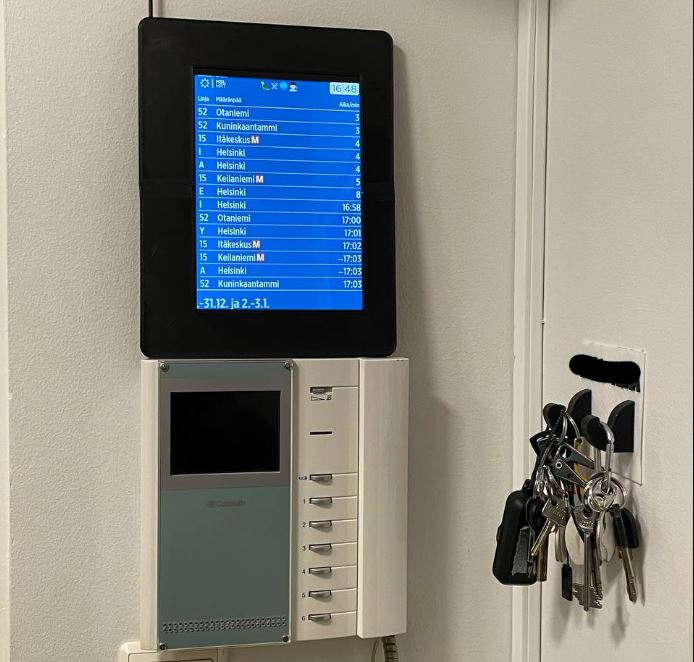 HSL
HRT
16:48
Linja Määränpää Aika/min
52 Otaniemi 3
52 Kuninkaantammi 3
15 Itäkeskus M 4
I Helsinki 4
A Helsinki 4
15 Keilaniemi M 5
E Helsinki 8
I Helsinki 16:58
52 Otaniemi 17:00
Y Helsinki 17:01
15 Itäkeskus M 17:02
15 Keilaniemi M ~17:03
A Helsinki ~17:03
52 Kuninkaantammi 17:03
.-31.12. ja 2.-3.1.
1
2
3
4
5
6